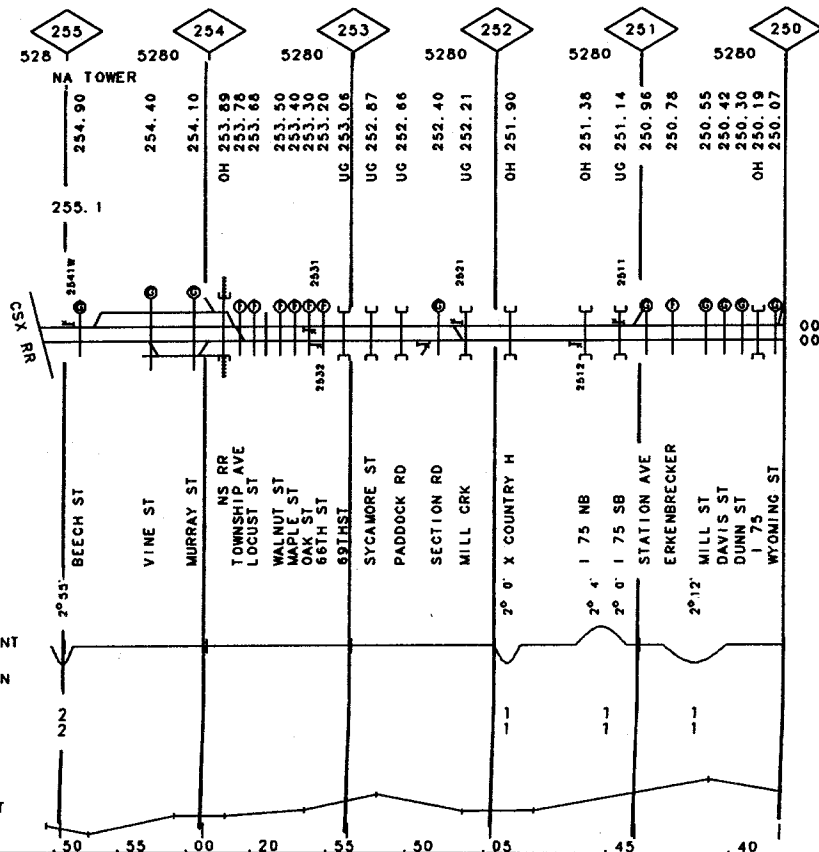 255 254 253 252 251 250
528 5280 5280 5280 5280 5280
NA TOWER
254.90
254.40
254.10
OH 253.89
253.78
253.68
253.50
253.40
253.30
253.20
UG 253.06
UG 252.87
UG 252.66
252.40
UG 252.21
OH 251.90
OH 251.38
UG 251.14
250.96
250.78
250.55
250.42
250.30
OH 250.19
250.07
255.1
2541W
2531
2521
2511
G G G F F F F F F G G F G G G G
CSX RR
2532
2512
00
00
BEECH ST
VINE ST
MURRAY ST
NS RR
TOWNSHIP AVE
LOCUST ST
WALNUT ST
MAPLE ST
OAK ST
66TH ST
69THST
SYCAMORE ST
PADDOCK RD
SECTION RD
MILL CRK
X COUNTRY H
I 75 NB
I 75 SB
STATION AVE
ERKENBRECKER
MILL ST
DAVIS ST
DUNN ST
I 75
WYOMING ST
2° 55'
2° 0'
2° 4'
2° 0'
2° 12'
NT
N
2 1 1 1
2 1 1 1
T
.50 .55 .00 .20 .55 .50 .05 .45 .40